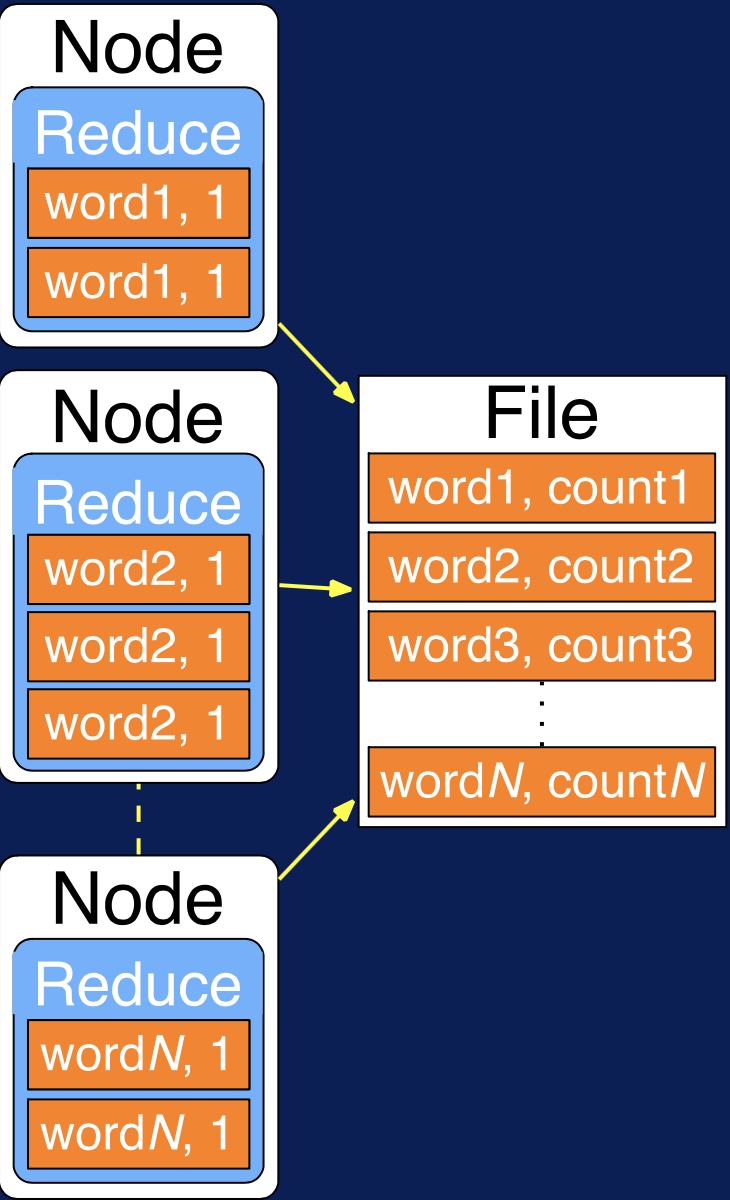 Node
Reduce
word1, 1
word1, 1
Node
Reduce
word2, 1
word2, 1
word2, 1
Node
Reduce
wordN, 1
wordN, 1
File
word1, count1
word2, count2
word3, count3
wordN, countN